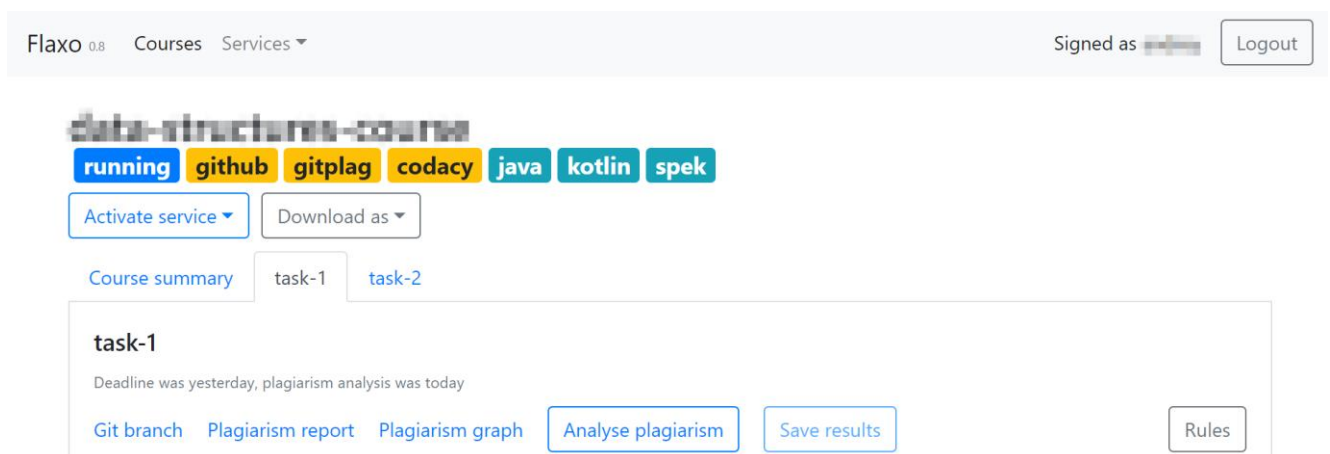 Flaxo 0.8 Courses Services Signed as Logout
running github gitplag codacy java kotlin spek
Activate service Download as
Course summary task-1 task-2
task-1
Deadline was yesterday, plagiarism analysis was today
Git branch Plagiarism report Plagiarism graph Analyse plagiarism Save results Rules